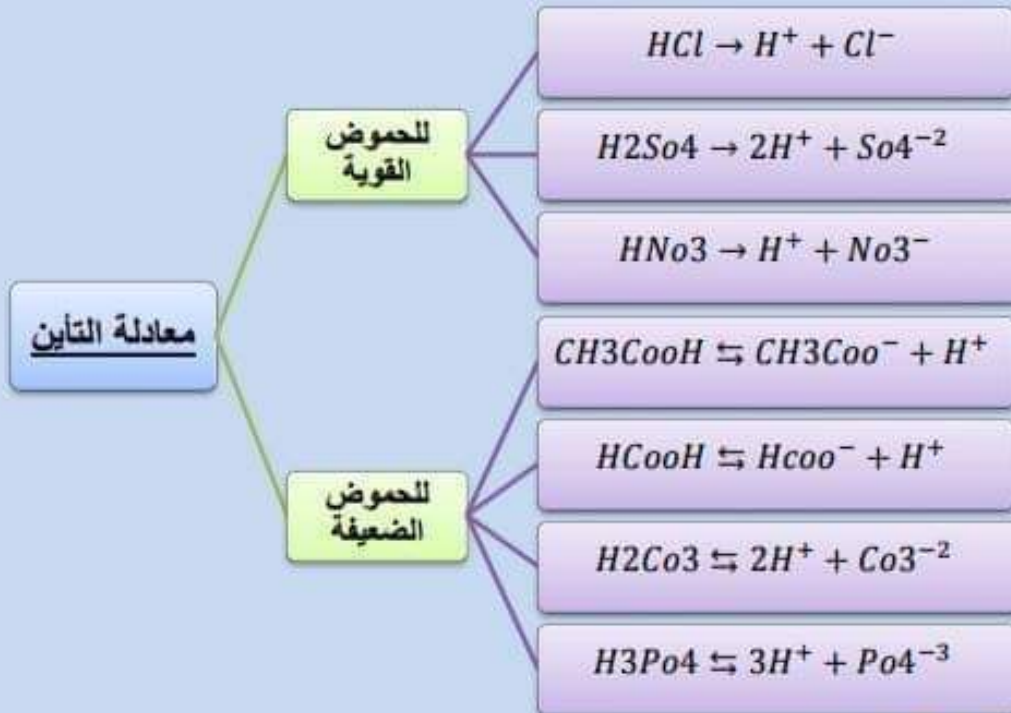 معادلة التأين
للحموض
القوية
HCl → H⁺ + Cl⁻
H2So4 → 2H⁺ + So4⁻²
HNo3 → H⁺ + No3⁻
للحموض
الضعيفة
CH3CooH ⇆ CH3Coo⁻ + H⁺
HCooH ⇆ Hcoo⁻ + H⁺
H2Co3 ⇆ 2H⁺ + Co3⁻²
H3Po4 ⇆ 3H⁺ + Po4⁻³